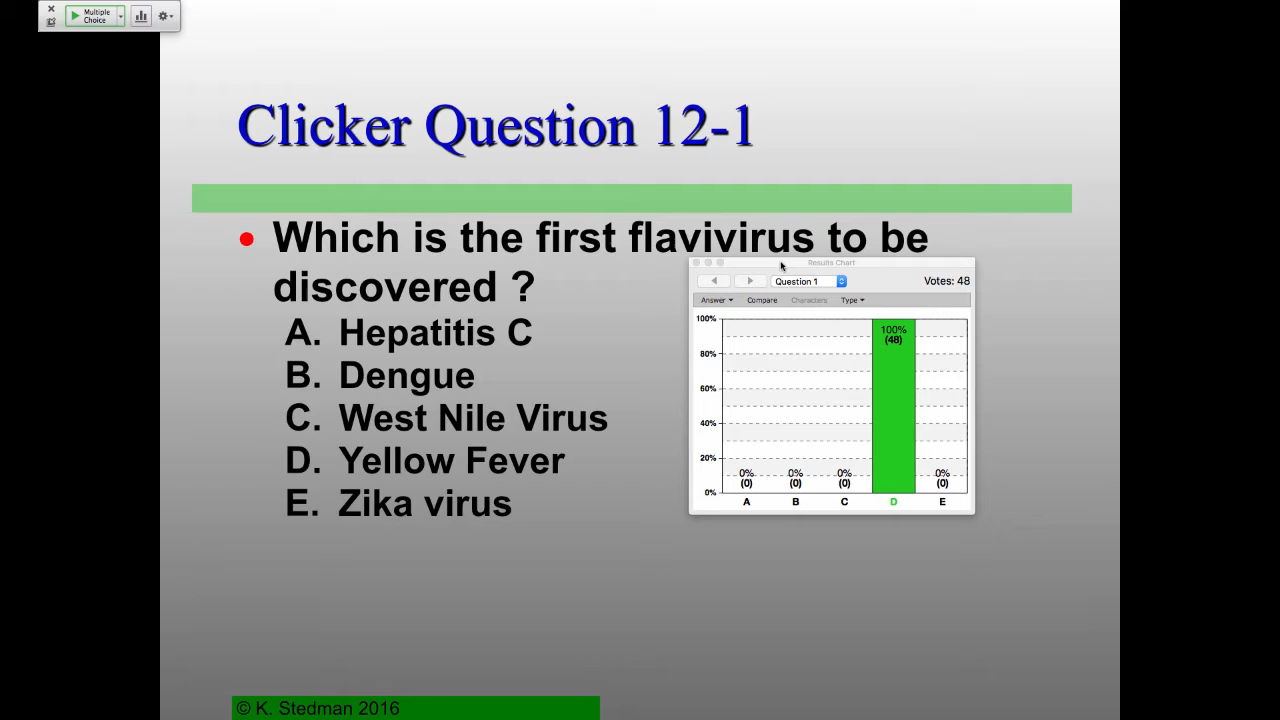 Multiple
Choice
Clicker Question 12-1
• Which is the first flavivirus to be
discovered ?
A. Hepatitis C
B. Dengue
C. West Nile Virus
D. Yellow Fever
E. Zika virus
Results Chart
Question 1
Votes: 48
Answer
Compare
Characters
Type
100%
80%
60%
40%
20%
0%
0%
(0)
0%
(0)
0%
(0)
100%
(48)
0%
(0)
A B C D E
© K. Stedman 2016